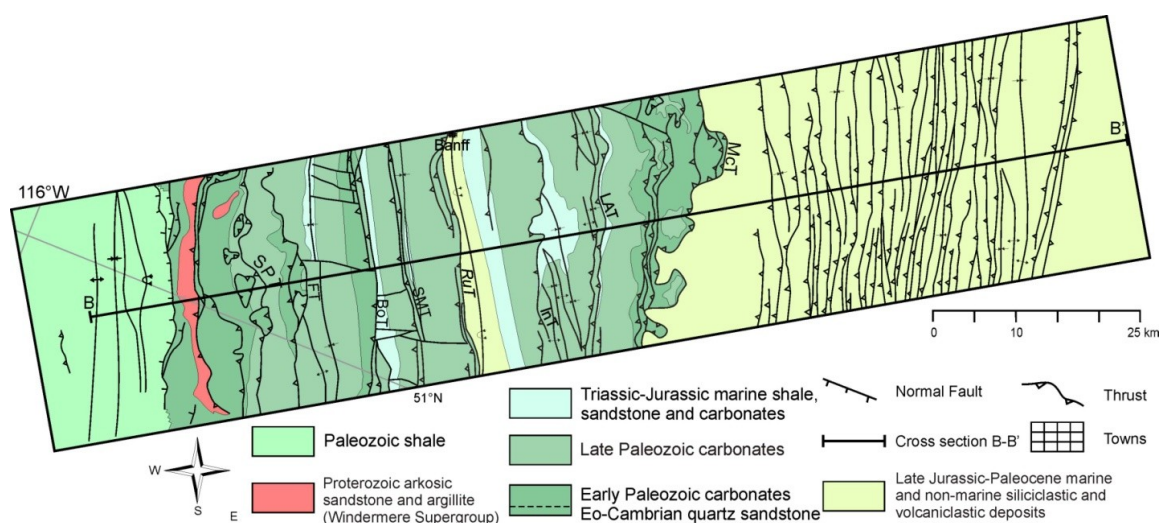 Banff
McT
B'
116°W
LAT
SP
B
FT
BoT
SMT
RuT
InT
0 10 25 km
51°N
Triassic-Jurassic marine shale,
sandstone and carbonates
Normal Fault
Thrust
Paleozoic shale
Late Paleozoic carbonates
Cross section B-B'
Towns
W
S
E
Proterozoic arkosic
sandstone and argillite
(Windermere Supergroup)
Early Paleozoic carbonates
Eo-Cambrian quartz sandstone
Late Jurassic-Paleocene marine
and non-marine siliciclastic and
volcaniclastic deposits